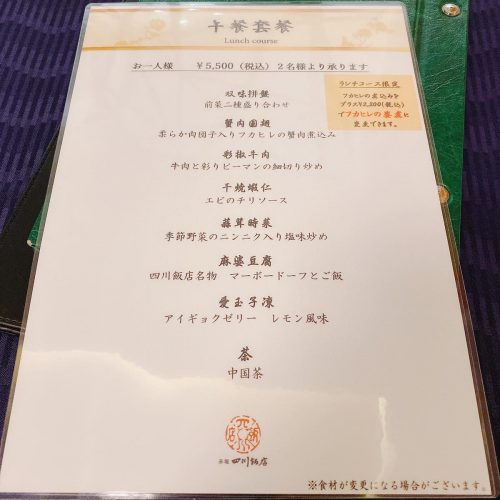 午餐套餐
Lunch course
お一人様　￥5,500（税込）2名様より承ります
ランチコース限定
フカヒレの煮込みを
プラス¥2,200(税込)
でフカヒレの姿煮に
変更できます。
双味拼盤
前菜二種盛り合わせ
蟹肉圓翅
柔らか肉団子入りフカヒレの蟹肉煮込み
彩椒牛肉
牛肉と彩りピーマンの細切り炒め
干燒蝦仁
エビのチリソース
蒜茸時菜
季節野菜のニンニク入り塩味炒め
麻婆豆腐
四川飯店名物　マーボードーフとご飯
愛玉子凍
アイギョクゼリー　レモン風味
茶
中国茶
赤坂 四川飯店
※食材が変更になる場合がございます。